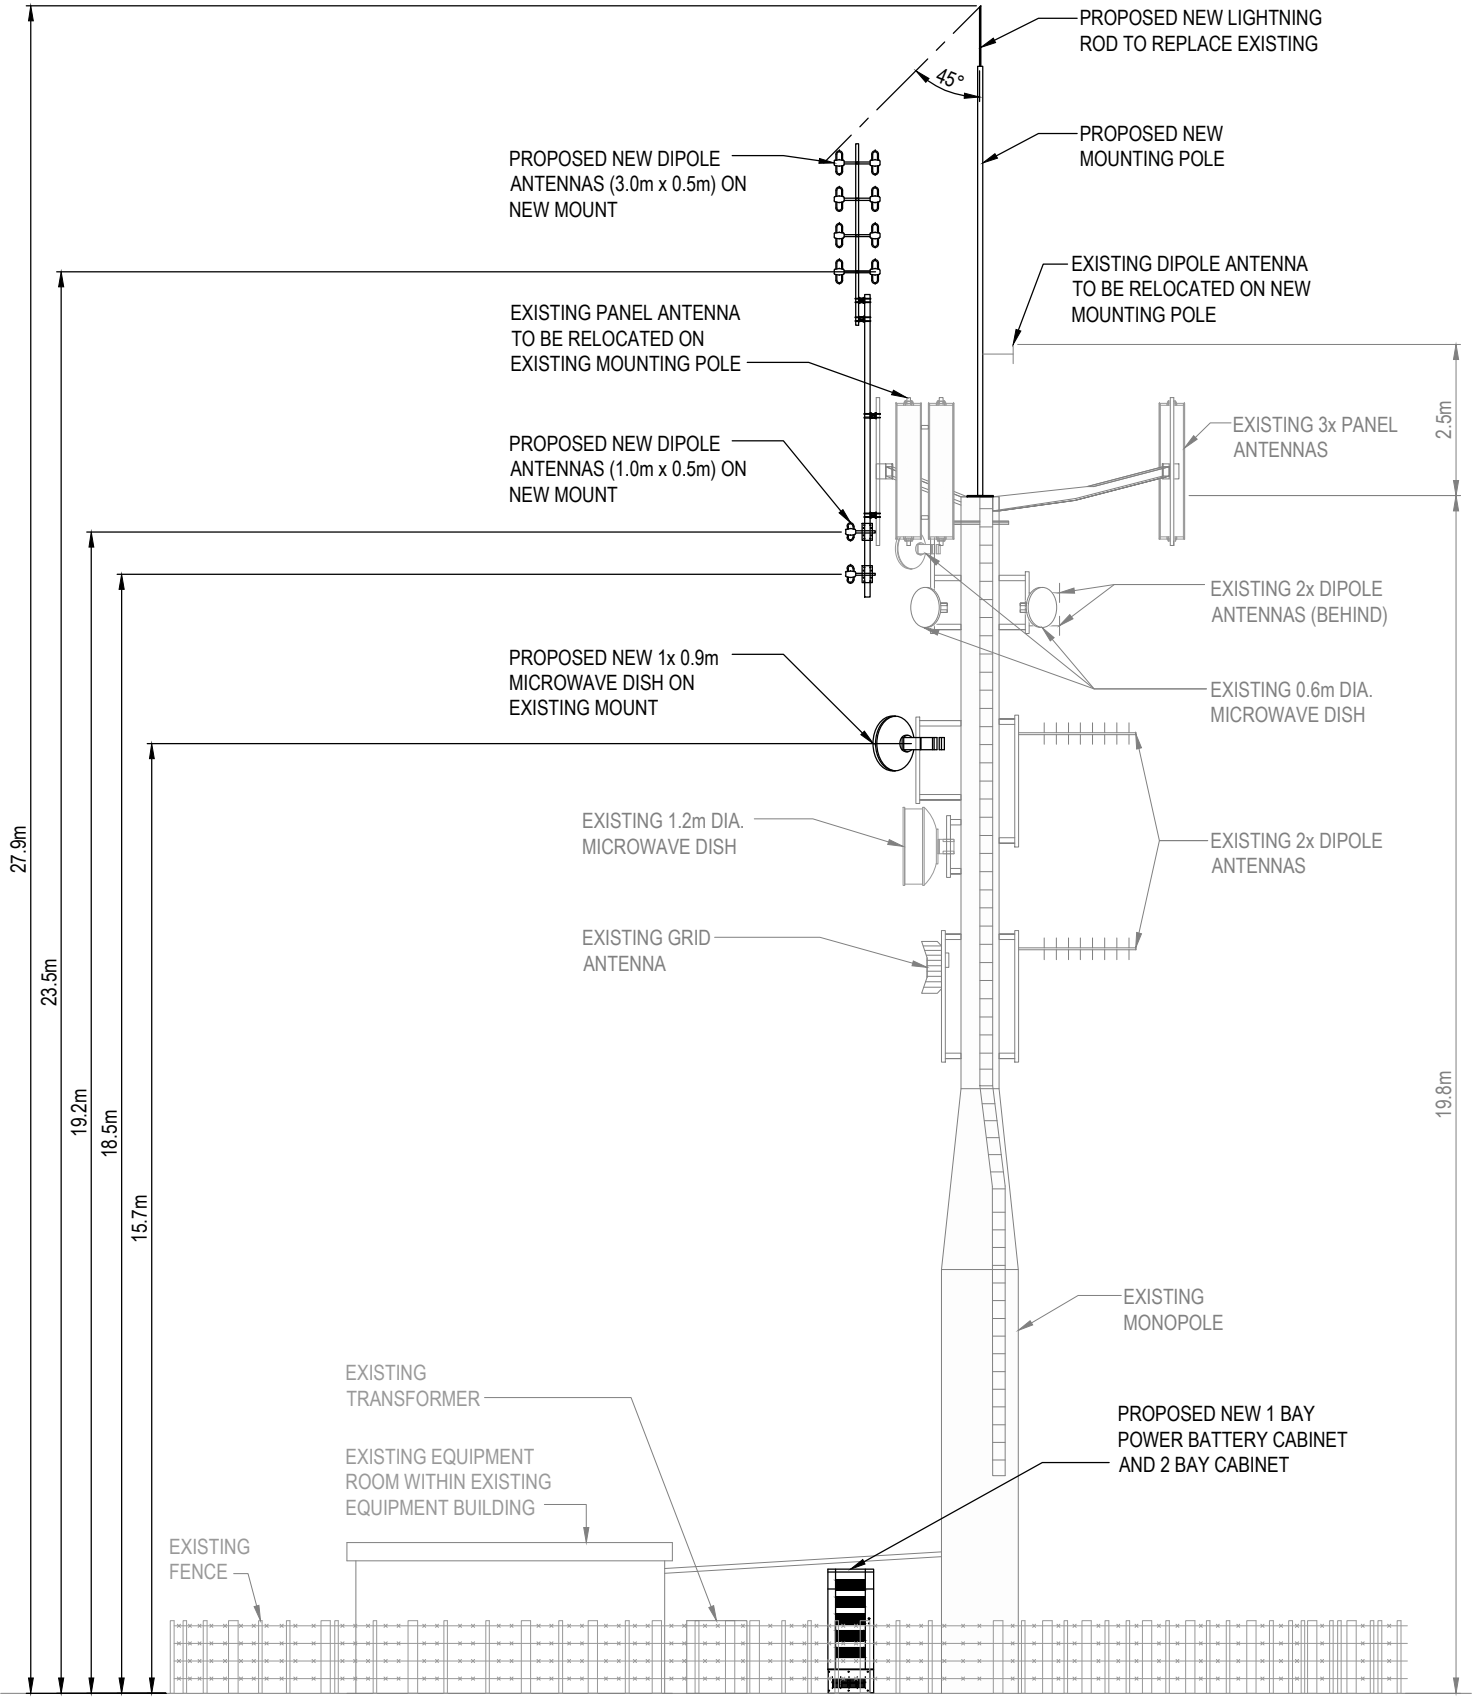 PROPOSED NEW LIGHTNING
ROD TO REPLACE EXISTING
45°
PROPOSED NEW
MOUNTING POLE
PROPOSED NEW DIPOLE
ANTENNAS (3.0m x 0.5m) ON
NEW MOUNT
EXISTING DIPOLE ANTENNA
TO BE RELOCATED ON NEW
MOUNTING POLE
EXISTING PANEL ANTENNA
TO BE RELOCATED ON
EXISTING MOUNTING POLE
2.5m
EXISTING 3x PANEL
ANTENNAS
PROPOSED NEW DIPOLE
ANTENNAS (1.0m x 0.5m) ON
NEW MOUNT
EXISTING 2x DIPOLE
ANTENNAS (BEHIND)
PROPOSED NEW 1x 0.9m
MICROWAVE DISH ON
EXISTING MOUNT
EXISTING 0.6m DIA.
MICROWAVE DISH
EXISTING 1.2m DIA.
MICROWAVE DISH
EXISTING 2x DIPOLE
ANTENNAS
27.9m
EXISTING GRID
ANTENNA
23.5m
19.2m
18.5m
19.8m
15.7m
EXISTING
MONOPOLE
EXISTING
TRANSFORMER
PROPOSED NEW 1 BAY
POWER BATTERY CABINET
AND 2 BAY CABINET
EXISTING EQUIPMENT
ROOM WITHIN EXISTING
EQUIPMENT BUILDING
EXISTING
FENCE